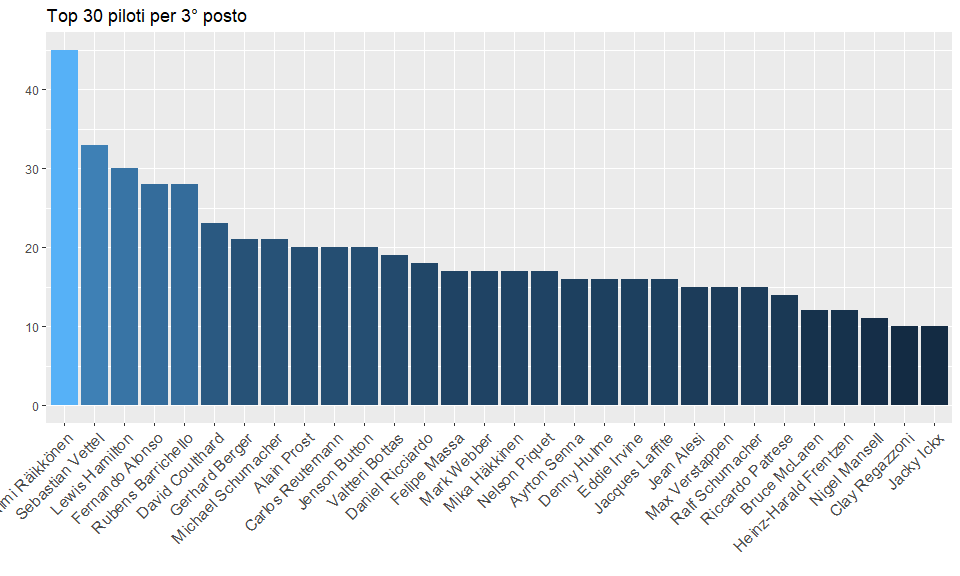 Top 30 piloti per 3° posto
40
30
20
10
0
mi Räikkönen
Sebastian Vettel
Lewis Hamilton
Fernando Alonso
Rubens Barrichello
David Coulthard
Gerhard Berger
Michael Schumacher
Alain Prost
Carlos Reutemann
Jenson Button
Valtteri Bottas
Daniel Ricciardo
Felipe Massa
Mark Webber
Mika Häkkinen
Nelson Piquet
Ayrton Senna
Denny Hulme
Eddie Irvine
Jacques Laffite
Jean Alesi
Max Verstappen
Ralf Schumacher
Riccardo Patrese
Bruce McLaren
Heinz-Harald Frentzen
Nigel Mansell
Clay Regazzoni
Jacky Ickx